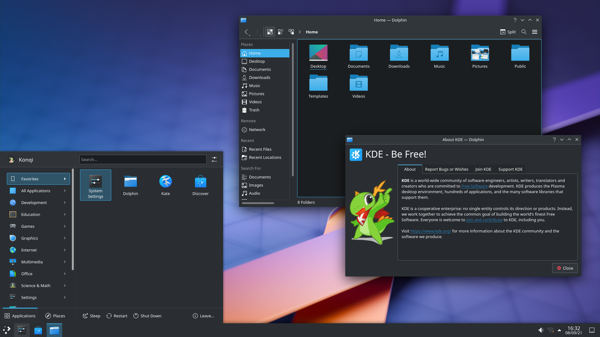 Home — Dolphin
Home
Split
Places
Home
Desktop
Documents
Downloads
Music
Pictures
Videos
Trash
Remote
Network
Recent
Recent Files
Recent Locations
Search For
Documents
Images
Audio
Desktop
Documents
Downloads
Music
Pictures
Public
Templates
Videos
8 Folders
About KDE — Dolphin
KDE - Be Free!
About
Report Bugs or Wishes
Join KDE
Support KDE
KDE is a world-wide community of software engineers, artists, writers, translators and
creators who are committed to Free Software development. KDE produces the Plasma
desktop environment, hundreds of applications, and the many software libraries that
support them.
KDE is a cooperative enterprise: no single entity controls its direction or products. Instead,
we work together to achieve the common goal of building the world's finest Free
Software. Everyone is welcome to join and contribute to KDE, including you.
Visit https://www.kde.org/ for more information about the KDE community and the
software we produce.
Close
Konqi
Search...
Favorites
All Applications
Development
Education
Games
Graphics
Internet
Multimedia
Office
Science & Math
Settings
System
Settings
Dolphin
Kate
Discover
Applications
Places
Sleep
Restart
Shut Down
Leave...
16:32
08/09/21